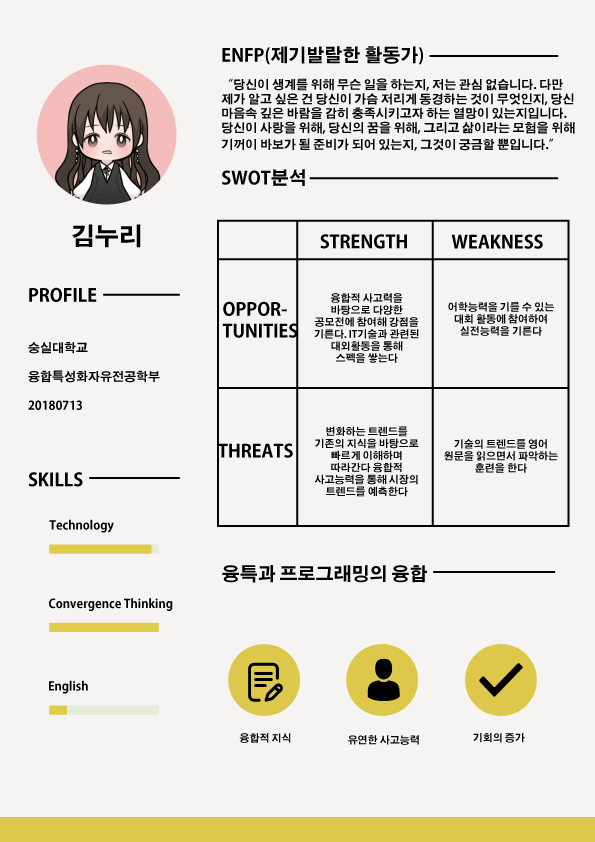 김누리
PROFILE
숭실대학교
융합특성화자유전공학부
20180713
SKILLS
Technology
Convergence Thinking
English
ENFP(제기발랄한 활동가)
“당신이 생계를 위해 무슨 일을 하는지, 저는 관심 없습니다. 다만
제가 알고 싶은 건 당신이 가슴 저리게 동경하는 것이 무엇인지, 당신
마음속 깊은 바람을 감히 충족시키고자 하는 열망이 있는지입니다.
당신이 사랑을 위해, 당신의 꿈을 위해, 그리고 삶이라는 모험을 위해
기꺼이 바보가 될 준비가 되어 있는지, 그것이 궁금할 뿐입니다.”
SWOT분석
STRENGTH
WEAKNESS
OPPOR-
TUNITIES
융합적 사고력을
바탕으로 다양한
공모전에 참여해 강점을
기른다. IT기술과 관련된
대외활동을 통해
스펙을 쌓는다
어학능력을 기를 수 있는
대회 활동에 참여하여
실전능력을 기른다
THREATS
변화하는 트렌드를
기존의 지식을 바탕으로
빠르게 이해하며
따라간다 융합적
사고능력을 통해 시장의
트렌드를 예측한다
기술의 트렌드를 영어
원문을 읽으면서 파악하는
훈련을 한다
융특과 프로그래밍의 융합
융합적 지식
유연한 사고능력
기회의 증가